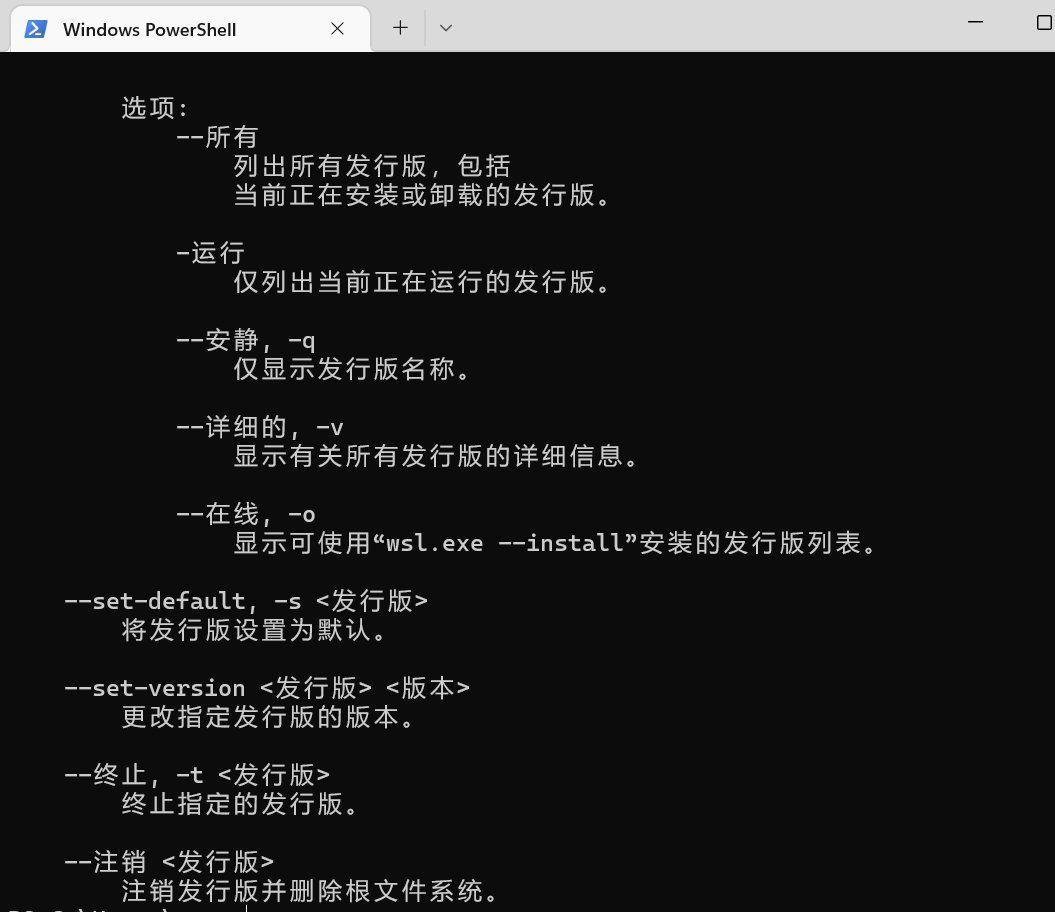 Windows PowerShell
选项:
--所有
列出所有发行版，包括
当前正在安装或卸载的发行版。
-运行
仅列出当前正在运行的发行版。
--安静, -q
仅显示发行版名称。
--详细的, -v
显示有关所有发行版的详细信息。
--在线, -o
显示可使用“wsl.exe --install”安装的发行版列表。
--set-default, -s <发行版>
将发行版设置为默认。
--set-version <发行版> <版本>
更改指定发行版的版本。
--终止, -t <发行版>
终止指定的发行版。
--注销 <发行版>
注销发行版并删除根文件系统。